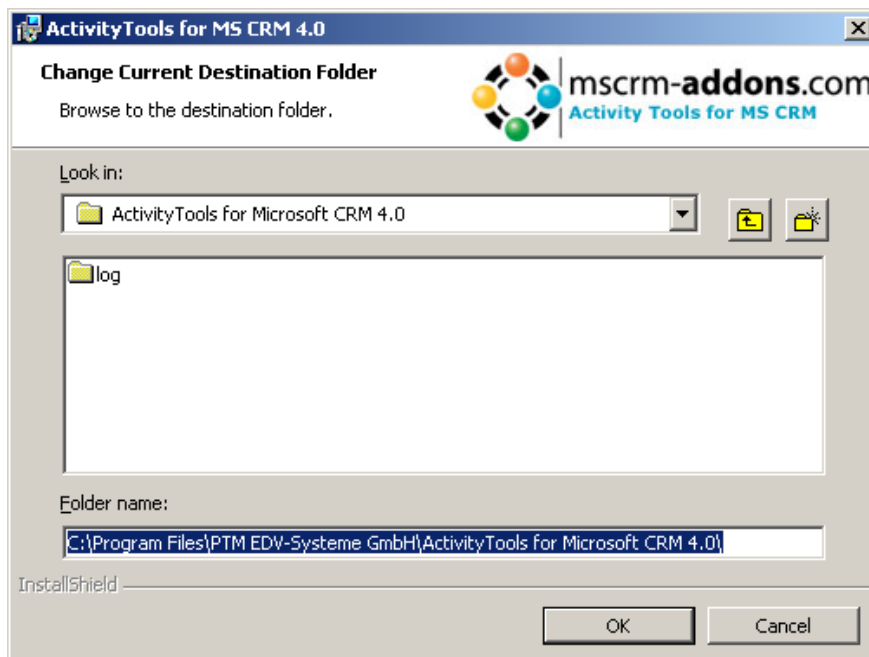 ActivityTools for MS CRM 4.0
Change Current Destination Folder
Browse to the destination folder.
mscrm-addons.com
Activity Tools for MS CRM
Look in:
ActivityTools for Microsoft CRM 4.0
log
Folder name:
C:\Program Files\PTM EDV-Systeme GmbH\ActivityTools for Microsoft CRM 4.0\
InstallShield
OK
Cancel